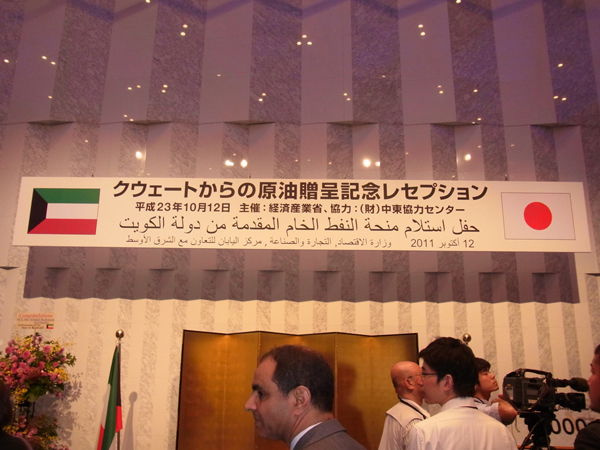 クウェートからの原油贈呈記念レセプション
平成23年10月12日 主催：経済産業省、協力：(財)中東協力センター
حفل استلام منحة النفط الخام المقدمة من دولة الكويت
12 أكتوبر 2011 وزارة الاقتصاد, التجارة والصناعة , مركز اليابان للتعاون مع الشرق الأوسط
Congratulations
000